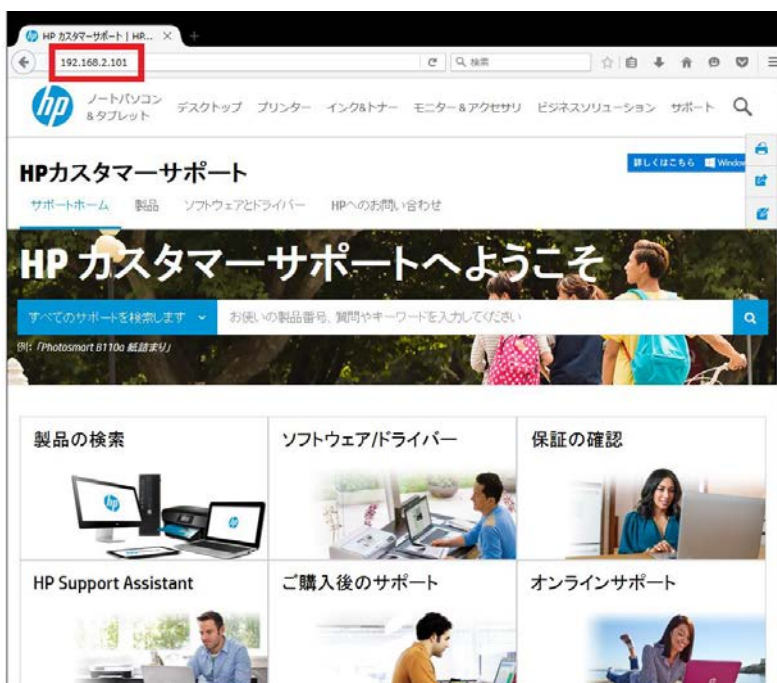 HP カスタマーサポート | HP...
192.168.2.101
検索
hp
ノートパソコン
&タブレット
デスクトップ
プリンター
インク&トナー
モニター&アクセサリ
ビジネスソリューション
サポート
HPカスタマーサポート
詳しくはこちら
Window
サポートホーム
製品
ソフトウェアとドライバー
HPへのお問い合わせ
HP カスタマーサポートへようこそ
すべてのサポートを検索します
お使いの製品番号、質問やキーワードを入力してください
例:「Photosmart B110a 紙詰まり」
製品の検索
ソフトウェア/ドライバー
保証の確認
HP Support Assistant
ご購入後のサポート
オンラインサポート